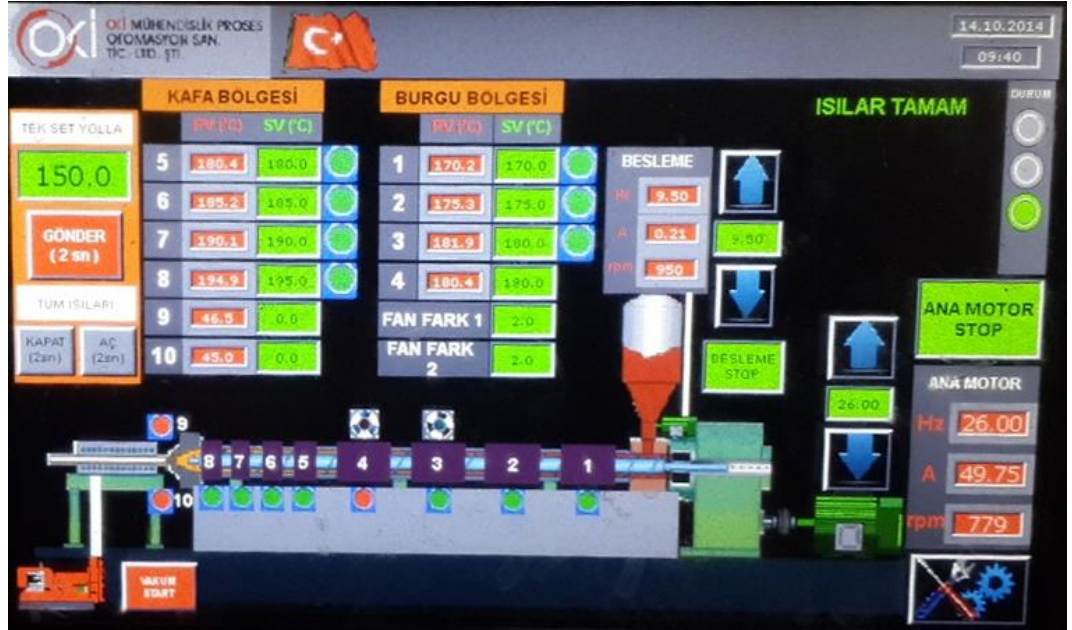 OCİ MÜHENDİSLİK PROSES
OTOMASYON SAN.
TİC. LTD. ŞTİ.
14.10.2014
09:40
DURUM
TEK SET YOLLA
150.0
GÖNDER
(2 sn)
TÜM ISILARI
KAPAT
(2sn)
AÇ
(2sn)
KAFA BÖLGESİ
PV (°C) SV (°C)
5 180.4 180.0
6 185.2 185.0
7 190.1 190.0
8 194.9 195.0
9 46.5 0.0
10 45.0 0.0
BURGU BÖLGESİ
PV (°C) SV (°C)
1 170.2 170.0
2 175.3 175.0
3 181.9 180.0
4 180.4 180.0
FAN FARK 1 2.0
FAN FARK 2 2.0
BESLEME
Hz 9.50
A 0.21
rpm 950
9.50
BESLEME
STOP
ISILAR TAMAM
26.00
ANA MOTOR
STOP
ANA MOTOR
Hz 26.00
A 49.75
rpm 779
9
8 7 6 5 4 3 2 1
10
VAKUM
START